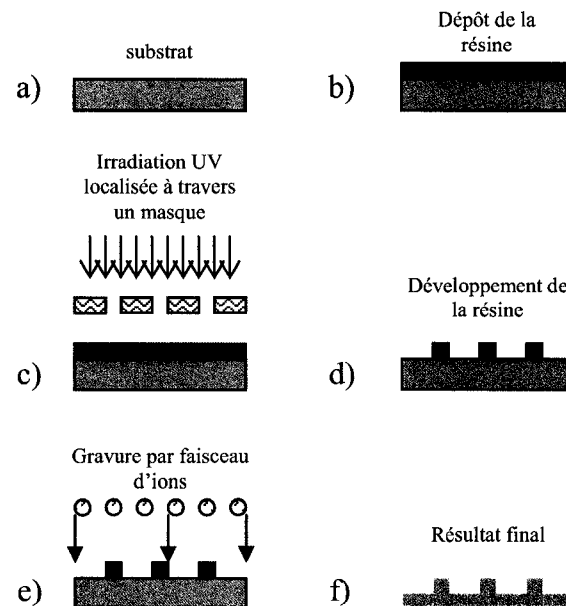 substrat
a)
Dépôt de la
résine
b)
Irradiation UV
localisée à travers
un masque
c)
Développement de
la résine
d)
Gravure par faisceau
d'ions
e)
Résultat final
f)